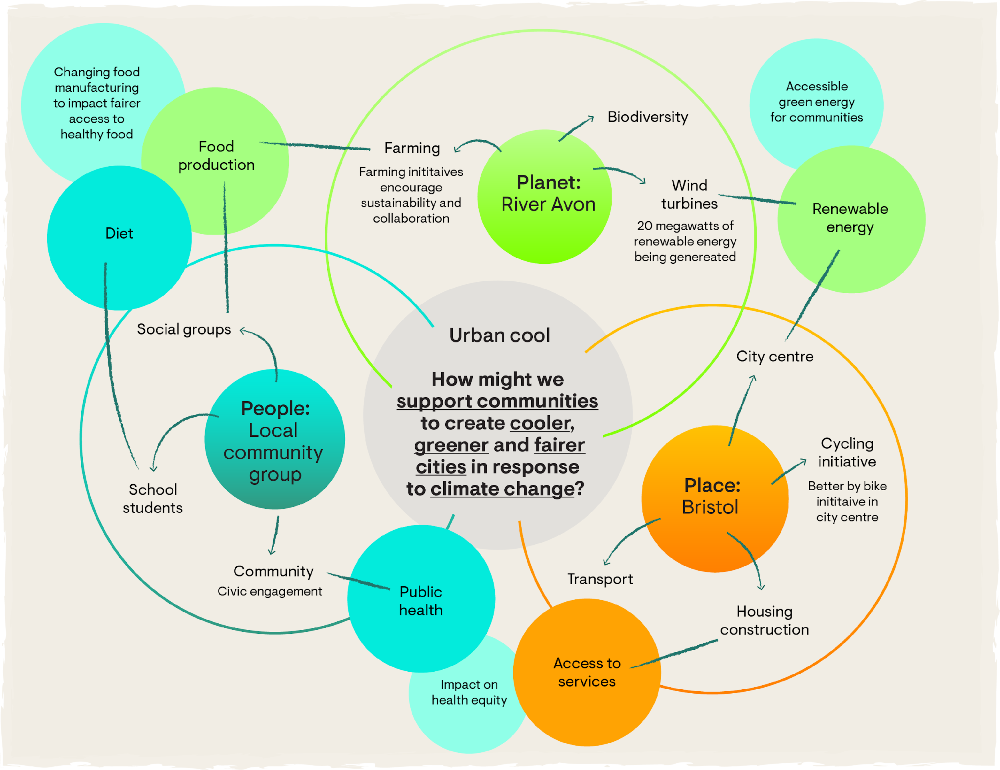 Changing food
manufacturing
to impact fairer
access to
healthy food
Food
production
Diet
Farming
Farming inititaives
encourage
sustainability and
collaboration
Planet:
River Avon
Biodiversity
Wind
turbines
20 megawatts of
renewable energy
being genereated
Accessible
green energy
for communities
Renewable
energy
Social groups
People:
Local
community
group
School
students
Community
Civic engagement
Urban cool
How might we
support communities
to create cooler,
greener and fairer
cities in response
to climate change?
City centre
Place:
Bristol
Cycling
initiative
Better by bike
inititaive in
city centre
Transport
Housing
construction
Public
health
Impact on
health equity
Access to
services